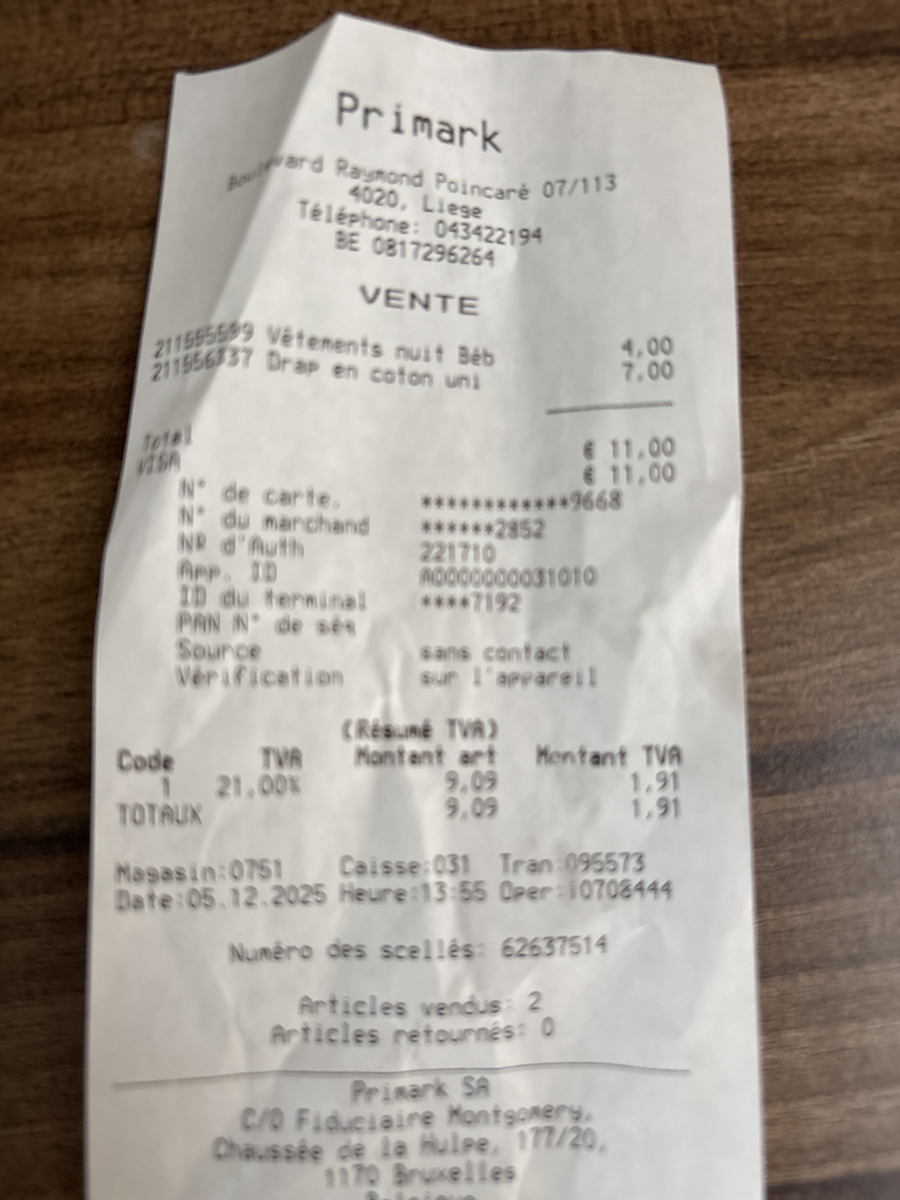 Primark
Boulevard Raymond Poincaré 07/113
4020, Liege
Téléphone: 043422194
BE 0817296264
VENTE
211555599 Vêtements nuit Béb 4,00
211556337 Drap en coton uni 7,00
Total € 11,00
VISA € 11,00
N° de carte. ************9668
N° du marchand ******2852
Nº d'Auth 221710
App. ID A0000000031010
ID du terminal ****7192
PAN N° de séq
Source sans contact
Vérification sur l'appareil
(Résumé TVA)
Code TVA Montant art Montant TVA
1 21,00% 9,09 1,91
TOTAUX 9,09 1,91
Magasin:0751 Caisse:031 Tran:095573
Date:05.12.2025 Heure:13:55 Oper:10708444
Numéro des scellés: 62637514
Articles vendus: 2
Articles retournés: 0
Primark SA
C/O Fiduciaire Montgomery,
Chaussée de la Hulpe, 177/20,
1170 Bruxelles
Belgique